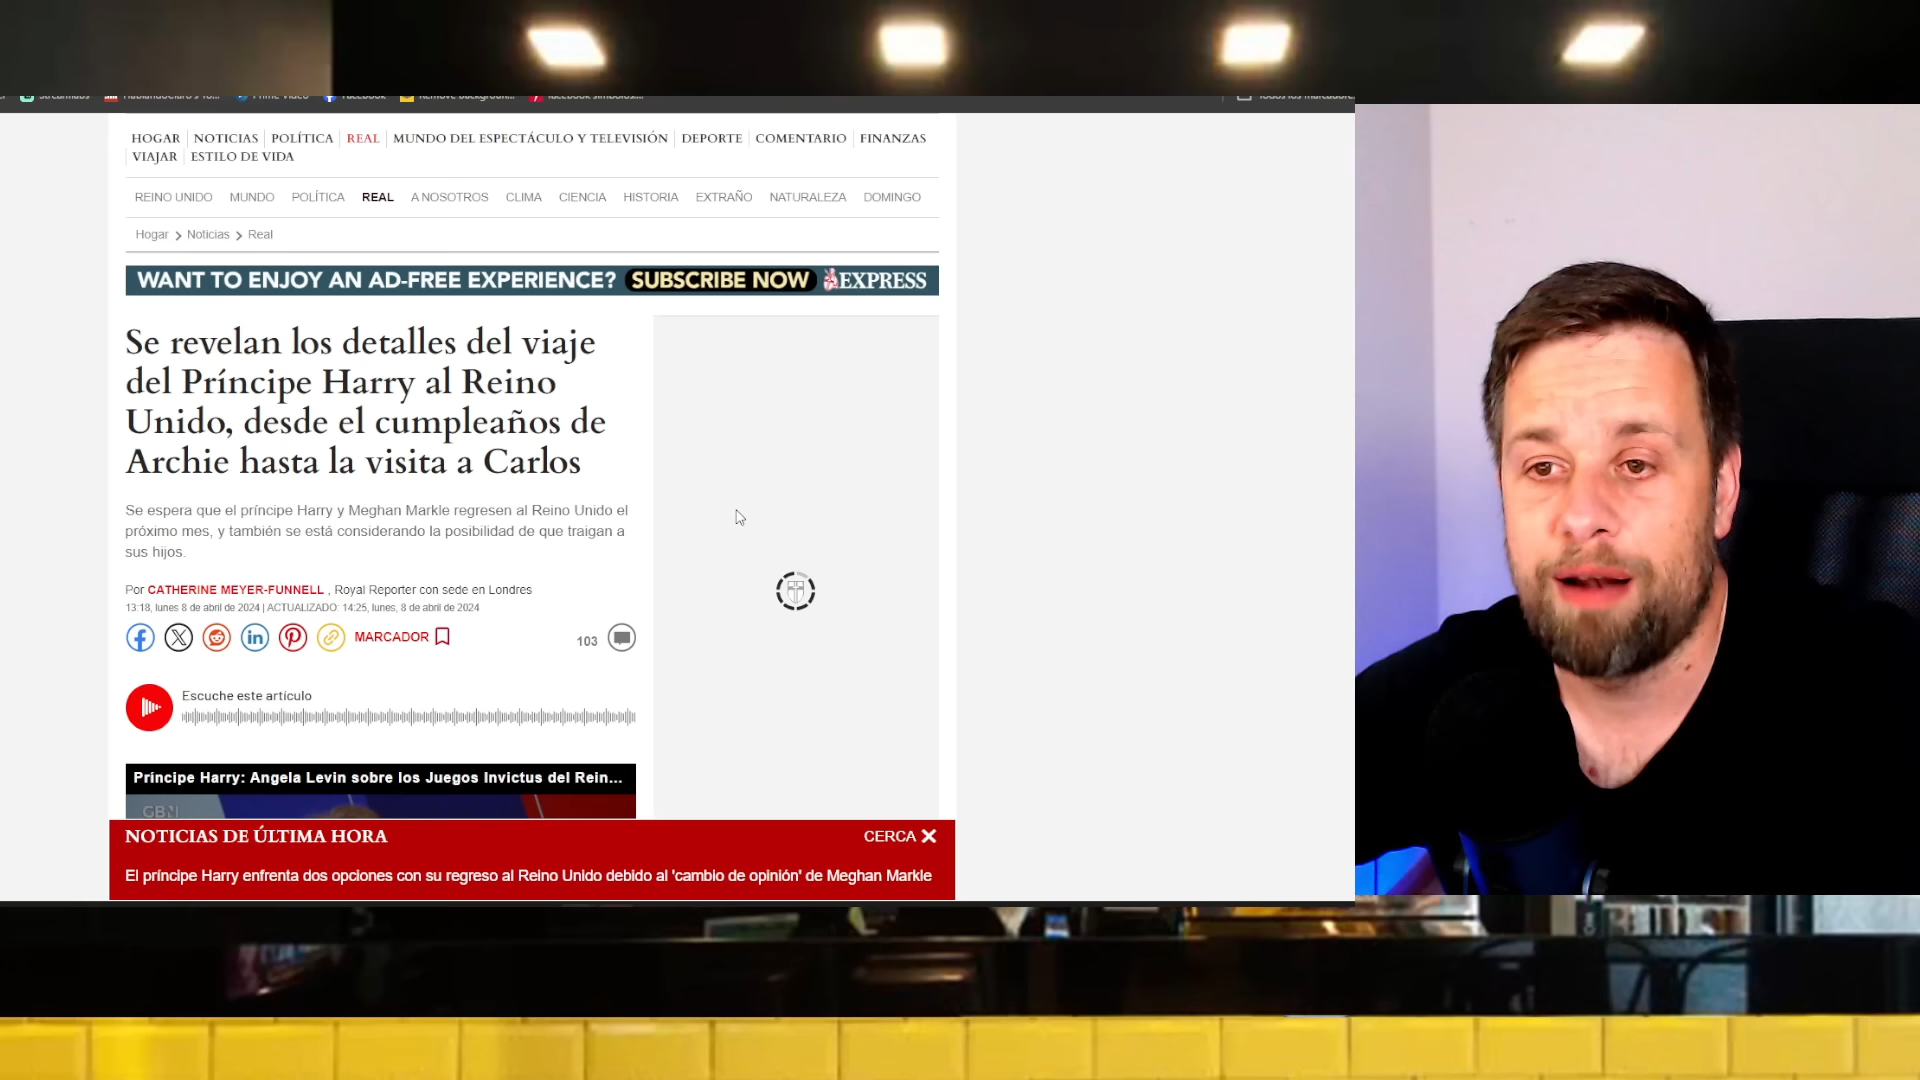 Facebook
HOGAR NOTICIAS POLÍTICA REAL MUNDO DEL ESPECTÁCULO Y TELEVISIÓN DEPORTE COMENTARIO FINANZAS
VIAJAR ESTILO DE VIDA
REINO UNIDO MUNDO POLÍTICA REAL A NOSOTROS CLIMA CIENCIA HISTORIA EXTRAÑO NATURALEZA DOMINGO
Hogar > Noticias > Real
WANT TO ENJOY AN AD-FREE EXPERIENCE? SUBSCRIBE NOW EXPRESS
Se revelan los detalles del viaje
del Príncipe Harry al Reino
Unido, desde el cumpleaños de
Archie hasta la visita a Carlos
Se espera que el príncipe Harry y Meghan Markle regresen al Reino Unido el
próximo mes, y también se está considerando la posibilidad de que traigan a
sus hijos.
Por CATHERINE MEYER-FUNNELL , Royal Reporter con sede en Londres
13:18, lunes 8 de abril de 2024 | ACTUALIZADO: 14:25, lunes, 8 de abril de 2024
MARCADOR 103
Escuche este artículo
Príncipe Harry: Angela Levin sobre los Juegos Invictus del Rein...
GBN
NOTICIAS DE ÚLTIMA HORA CERCA X
El príncipe Harry enfrenta dos opciones con su regreso al Reino Unido debido al 'cambio de opinión' de Meghan Markle